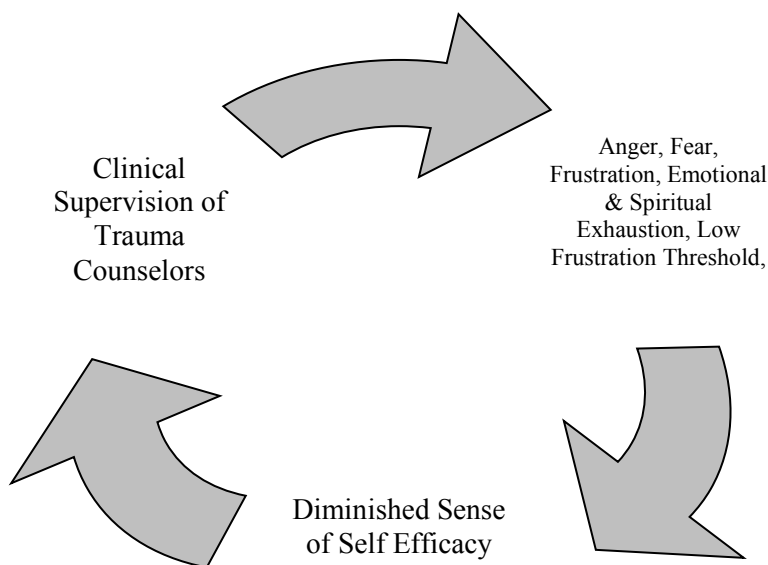 Clinical
Supervision of
Trauma
Counselors
Anger, Fear,
Frustration, Emotional
& Spiritual
Exhaustion, Low
Frustration Threshold,
Diminished Sense
of Self Efficacy